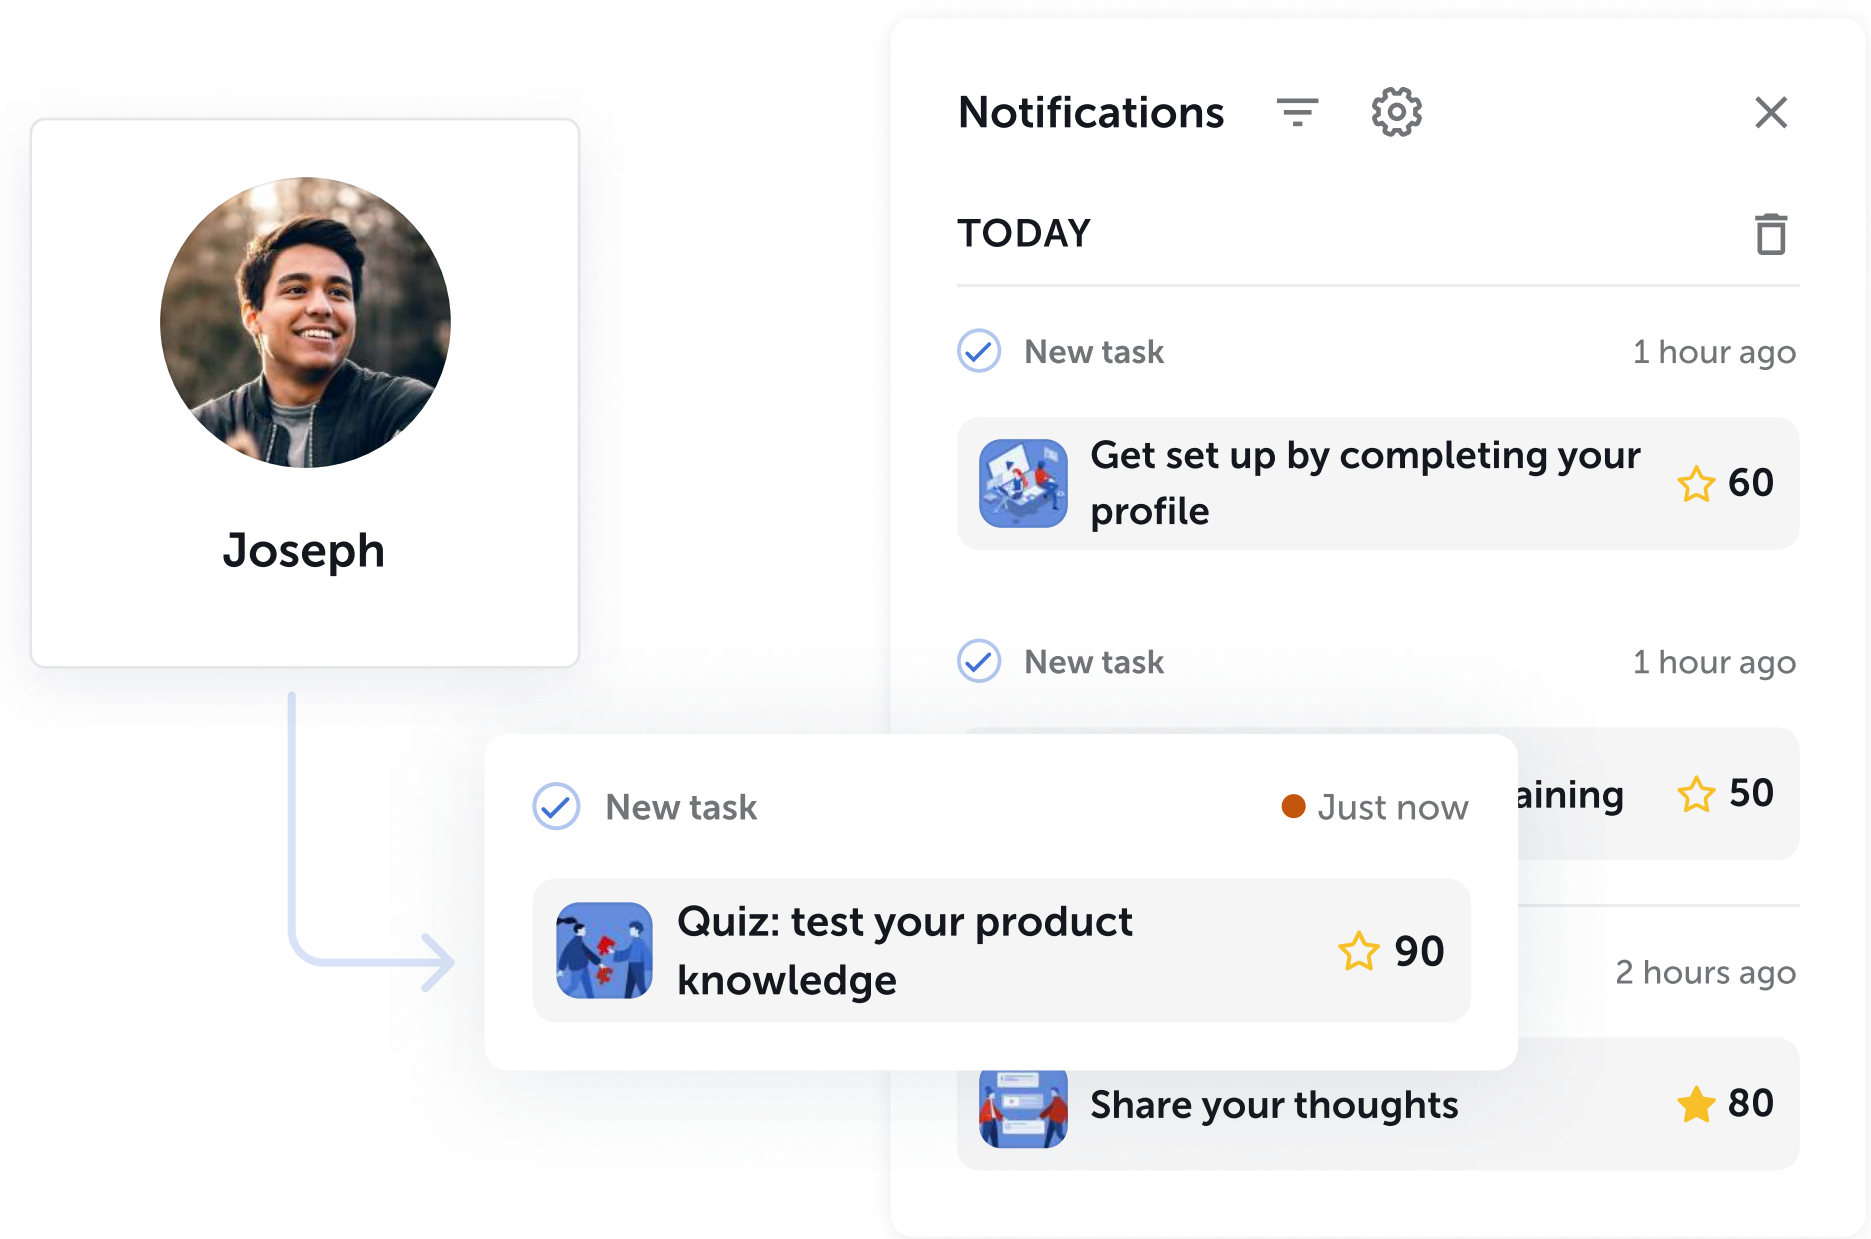 Joseph
Notifications
TODAY
New task
1 hour ago
Get set up by completing your
profile
60
New task
1 hour ago
50
New task
Just now
Quiz: test your product
knowledge
90
2 hours ago
Share your thoughts
80